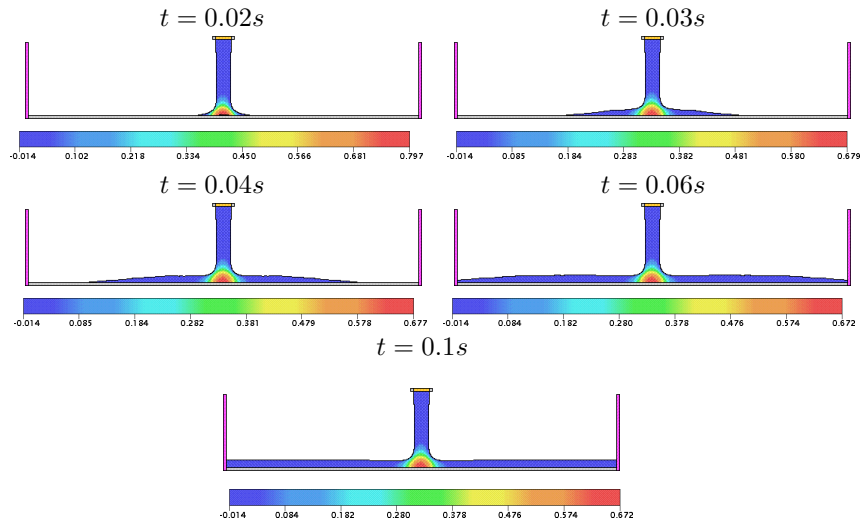 t = 0.02s
t = 0.03s
-0.014 0.102 0.218 0.334 0.450 0.566 0.681 0.797
-0.014 0.085 0.184 0.283 0.382 0.481 0.580 0.679
t = 0.04s
t = 0.06s
-0.014 0.085 0.184 0.282 0.381 0.479 0.578 0.677
-0.014 0.084 0.182 0.280 0.378 0.476 0.574 0.672
t = 0.1s
-0.014 0.084 0.182 0.280 0.378 0.476 0.574 0.672